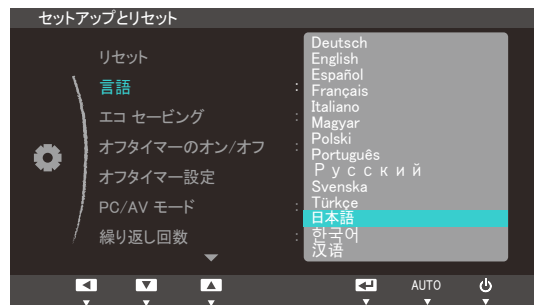 セットアップとリセット
リセット
言語 :
エコ セービング :
オフタイマーのオン/オフ :
オフタイマー設定
PC/AV モード :
繰り返し回数 :
Deutsch
English
Español
Français
Italiano
Magyar
Polski
Português
Русский
Svenska
Türkçe
日本語
한국어
汉语
AUTO